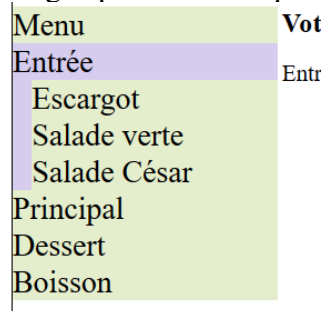 Menu
Entrée
Escargot
Salade verte
Salade César
Principal
Dessert
Boisson